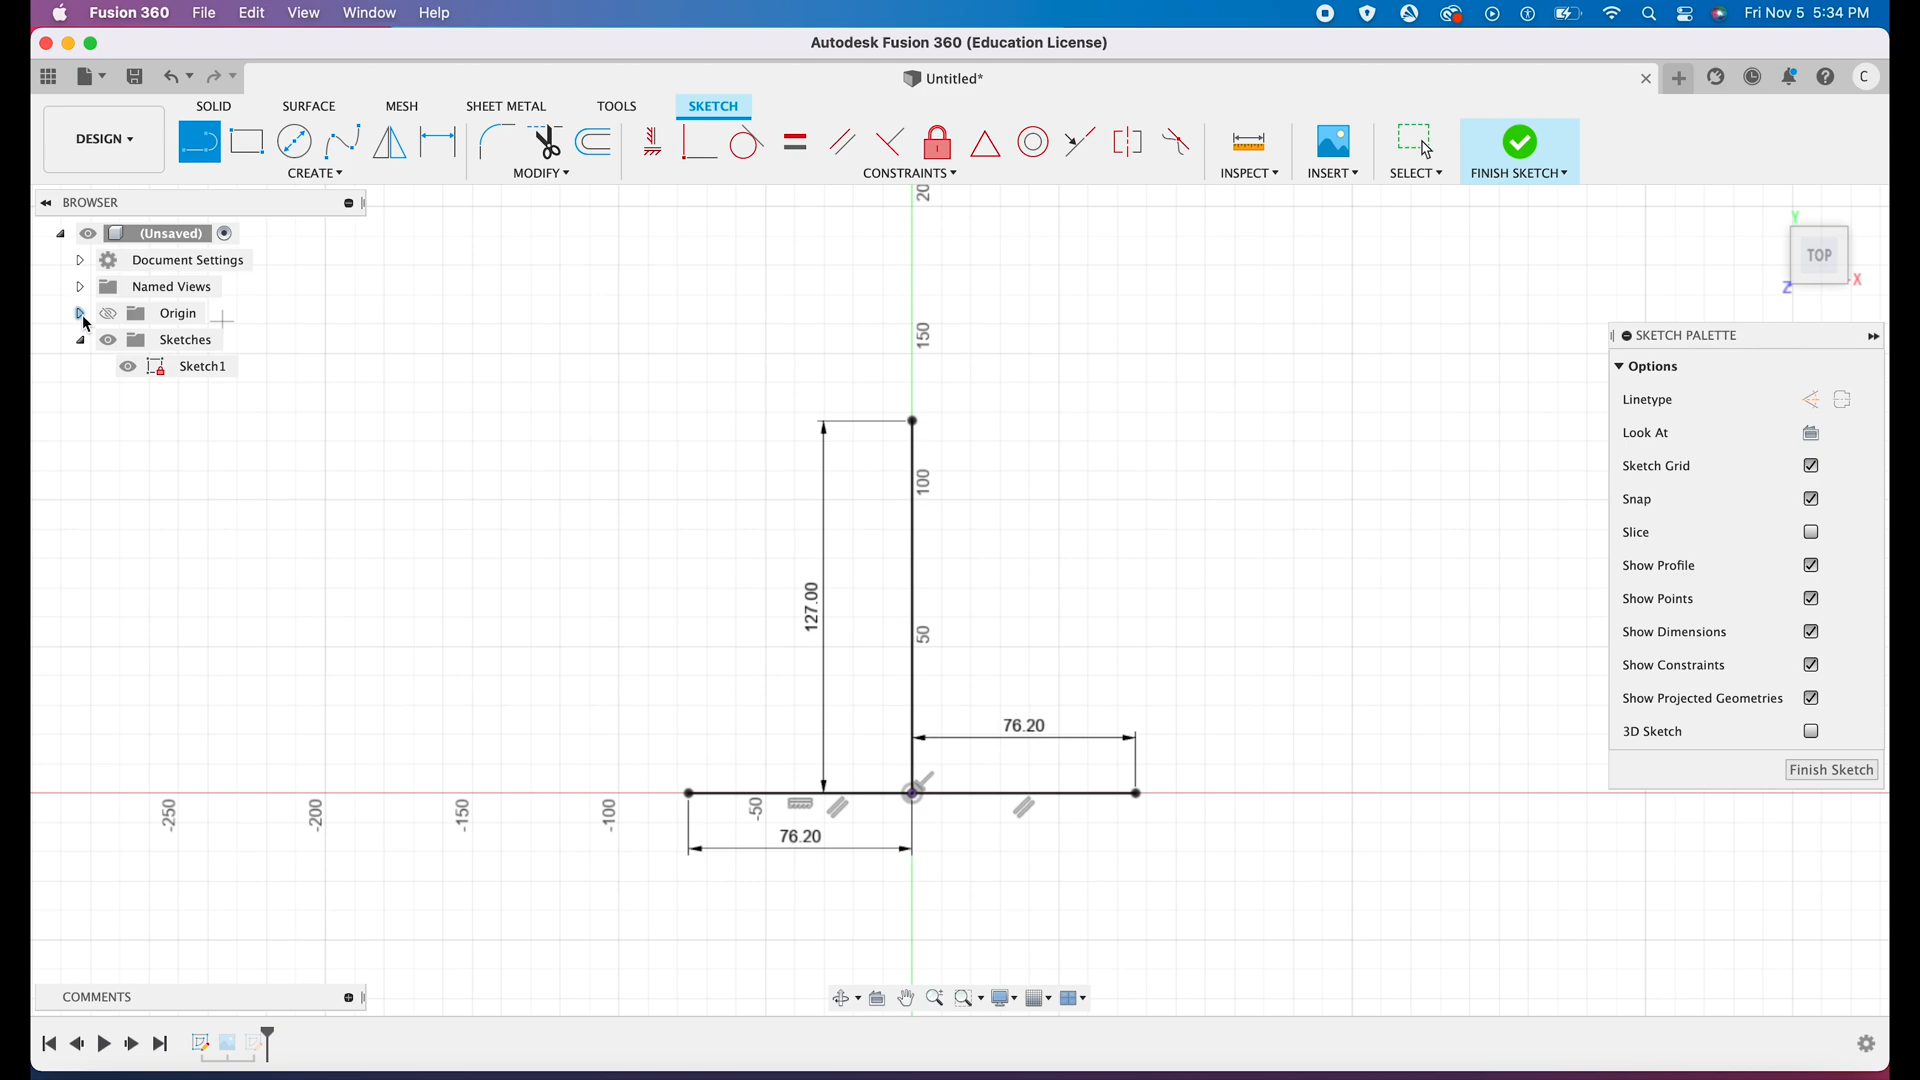 Fusion 360 File Edit View Window Help Fri Nov 5 5:34 PM
Autodesk Fusion 360 (Education License)
Untitled*
C
DESIGN
SOLID SURFACE MESH SHEET METAL TOOLS SKETCH
CREATE MODIFY CONSTRAINTS INSPECT INSERT SELECT FINISH SKETCH
BROWSER
(Unsaved)
Document Settings
Named Views
Origin
Sketches
Sketch1
20
150
100
50
127.00
76.20
76.20
-250 -200 -150 -100 -50
Y
TOP
X
Z
SKETCH PALETTE
Options
Linetype
Look At
Sketch Grid
Snap
Slice
Show Profile
Show Points
Show Dimensions
Show Constraints
Show Projected Geometries
3D Sketch
Finish Sketch
COMMENTS